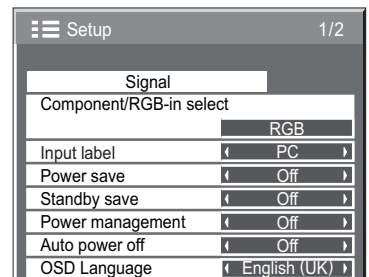 Setup 1/2
Signal
Component/RGB-in select
RGB
Input label PC
Power save Off
Standby save Off
Power management Off
Auto power off Off
OSD Language English (UK)